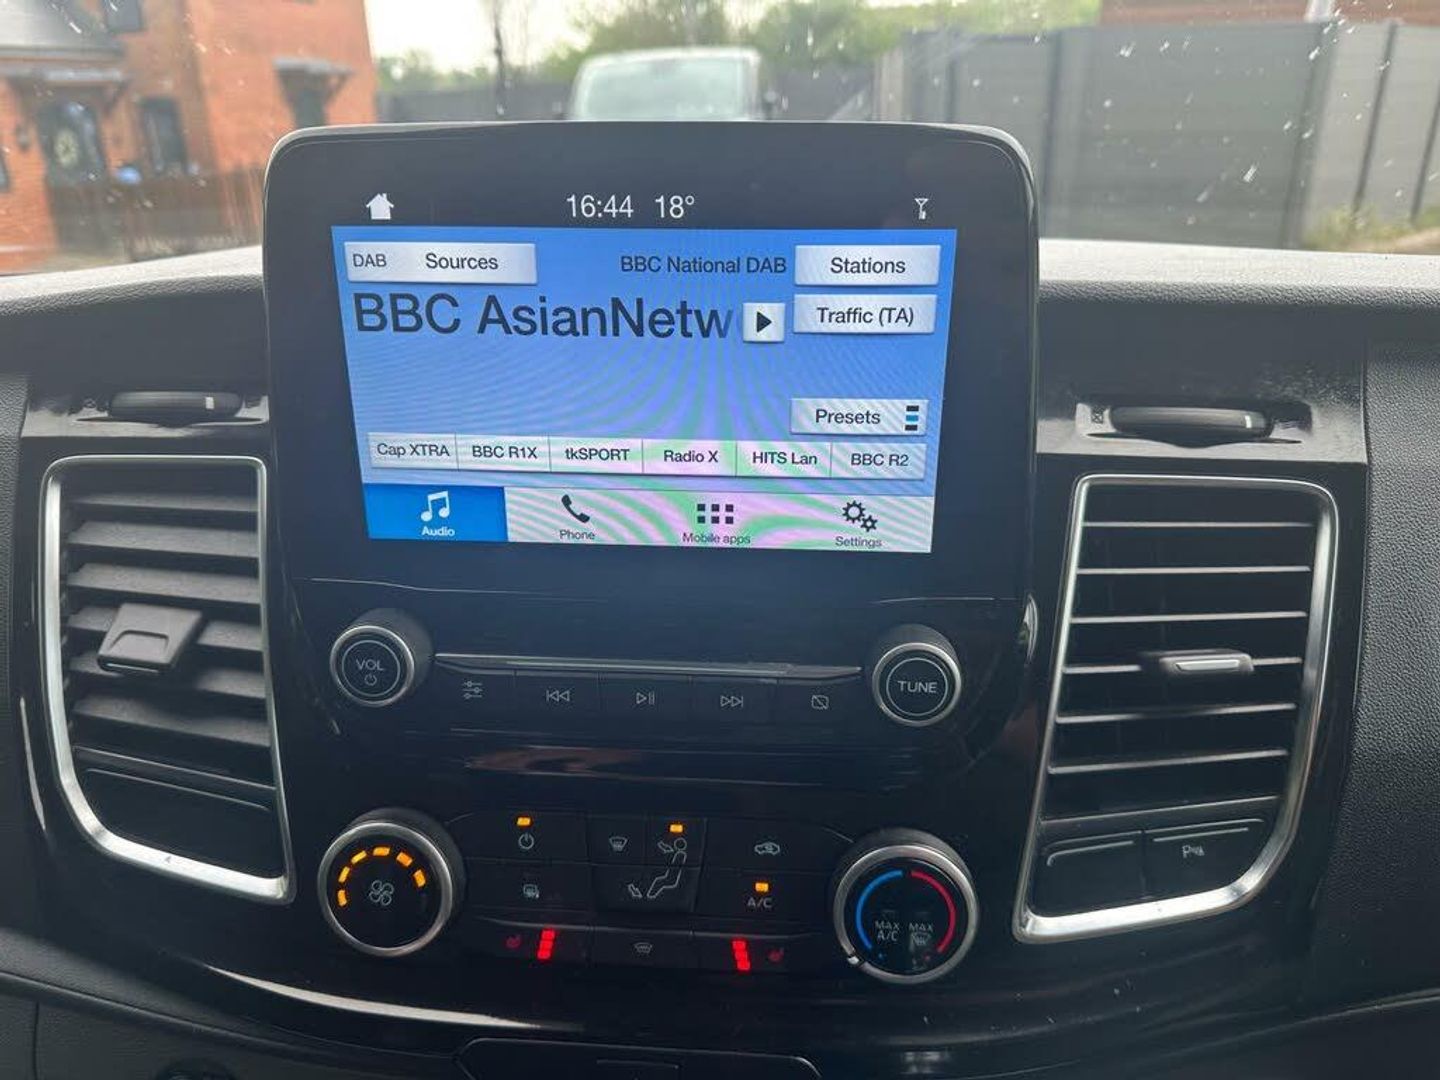 16:44 18°
DAB Sources
BBC National DAB
Stations
BBC AsianNetw
Traffic (TA)
Presets
Cap XTRA
BBC R1X
tkSPORT
Radio X
HITS Lan
BBC R2
Audio
Phone
Mobile apps
Settings
VOL
TUNE
A/C
MAX A/C
MAX